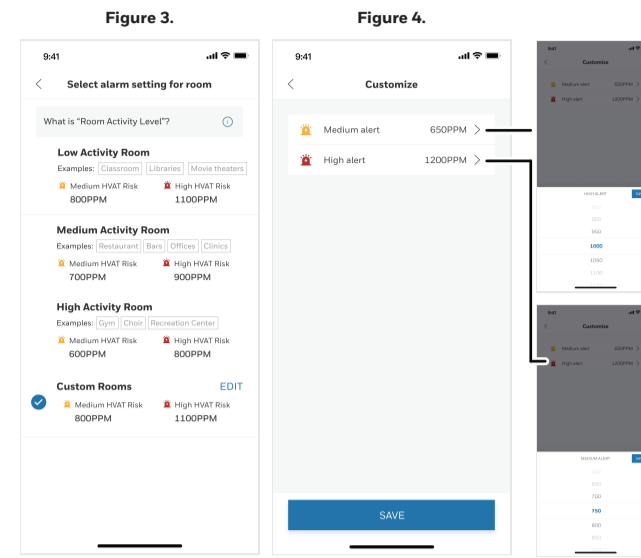 Figure 3.
9:41
Select alarm setting for room
What is "Room Activity Level"?
Low Activity Room
Examples: Classroom Libraries Movie theaters
Medium HVAT Risk High HVAT Risk
800PPM 1100PPM
Medium Activity Room
Examples: Restaurant Bars Offices Clinics
Medium HVAT Risk High HVAT Risk
700PPM 900PPM
High Activity Room
Examples: Gym Choir Recreation Center
Medium HVAT Risk High HVAT Risk
600PPM 800PPM
Custom Rooms EDIT
Medium HVAT Risk High HVAT Risk
800PPM 1100PPM
Figure 4.
9:41
Customize
Medium alert 650PPM
High alert 1200PPM
SAVE
9:41
Customize
Medium alert 650PPM
High alert 1200PPM
HIGH ALERT
900
950
1000
1050
1100
9:41
Customize
Medium alert 650PPM
High alert 1200PPM
MEDIUM ALERT
650
700
750
800
850